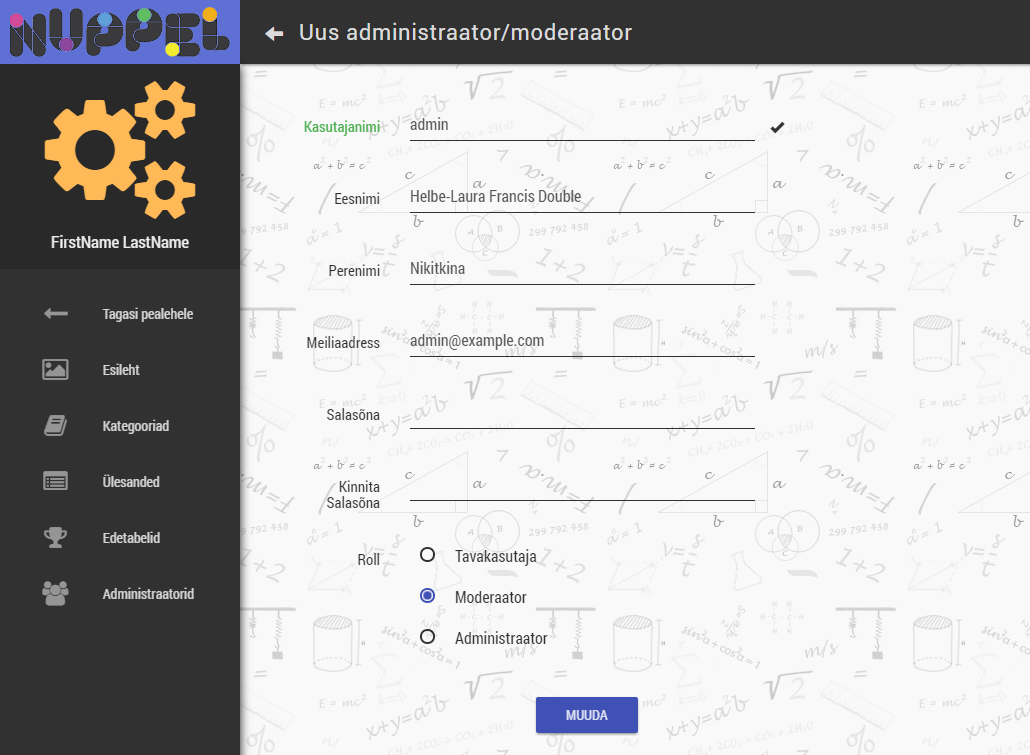 NUPPEL
Uus administraator/moderaator
FirstName LastName
Tagasi pealehele
Esileht
Kategooriad
Ülesanded
Edetabelid
Administraatorid
Kasutajanimi
admin
Eesnimi
Helbe-Laura Francis Double
Perenimi
Nikitkina
Meiliaadress
admin@example.com
Salasõna
Kinnita
Salasõna
Roll
Tavakasutaja
Moderaator
Administraator
MUUDA